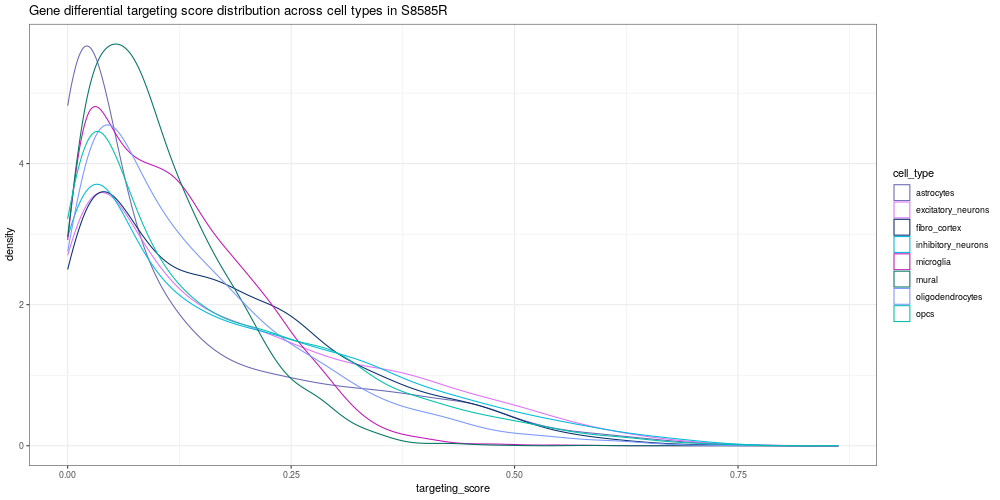 Gene differential targeting score distribution across cell types in S8585R
density
4
2
0
0.00
0.25
0.50
0.75
targeting_score
cell_type
astrocytes
excitatory_neurons
fibro_cortex
inhibitory_neurons
microglia
mural
oligodendrocytes
opcs